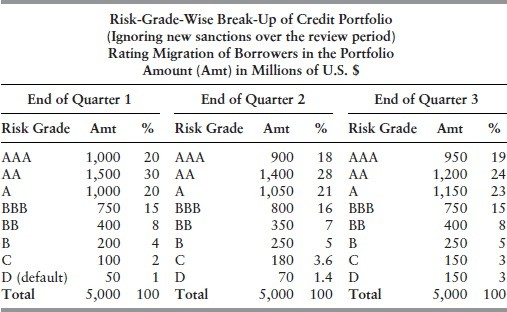 Risk-Grade-Wise Break-Up of Credit Portfolio
(Ignoring new sanctions over the review period)
Rating Migration of Borrowers in the Portfolio
Amount (Amt) in Millions of U.S. $
End of Quarter 1 End of Quarter 2 End of Quarter 3
Risk Grade Amt % Risk Grade Amt % Risk Grade Amt %
AAA 1,000 20 AAA 900 18 AAA 950 19
AA 1,500 30 AA 1,400 28 AA 1,200 24
A 1,000 20 A 1,050 21 A 1,150 23
BBB 750 15 BBB 800 16 BBB 750 15
BB 400 8 BB 350 7 BB 400 8
B 200 4 B 250 5 B 250 5
C 100 2 C 180 3.6 C 150 3
D (default) 50 1 D 70 1.4 D 150 3
Total 5,000 100 Total 5,000 100 Total 5,000 100